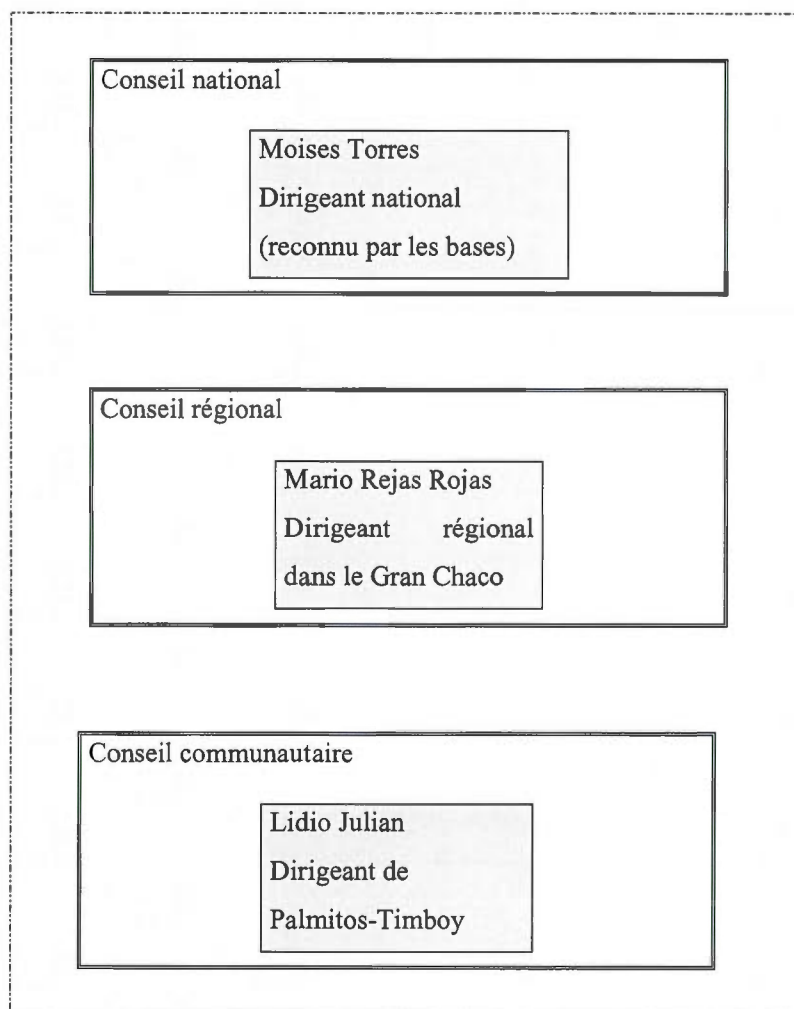 Conseil national
Moises Torres
Dirigeant national
(reconnu par les bases)
Conseil régional
Mario Rejas Rojas
Dirigeant régional
dans le Gran Chaco
Conseil communautaire
Lidio Julian
Dirigeant de
Palmitos-Timboy